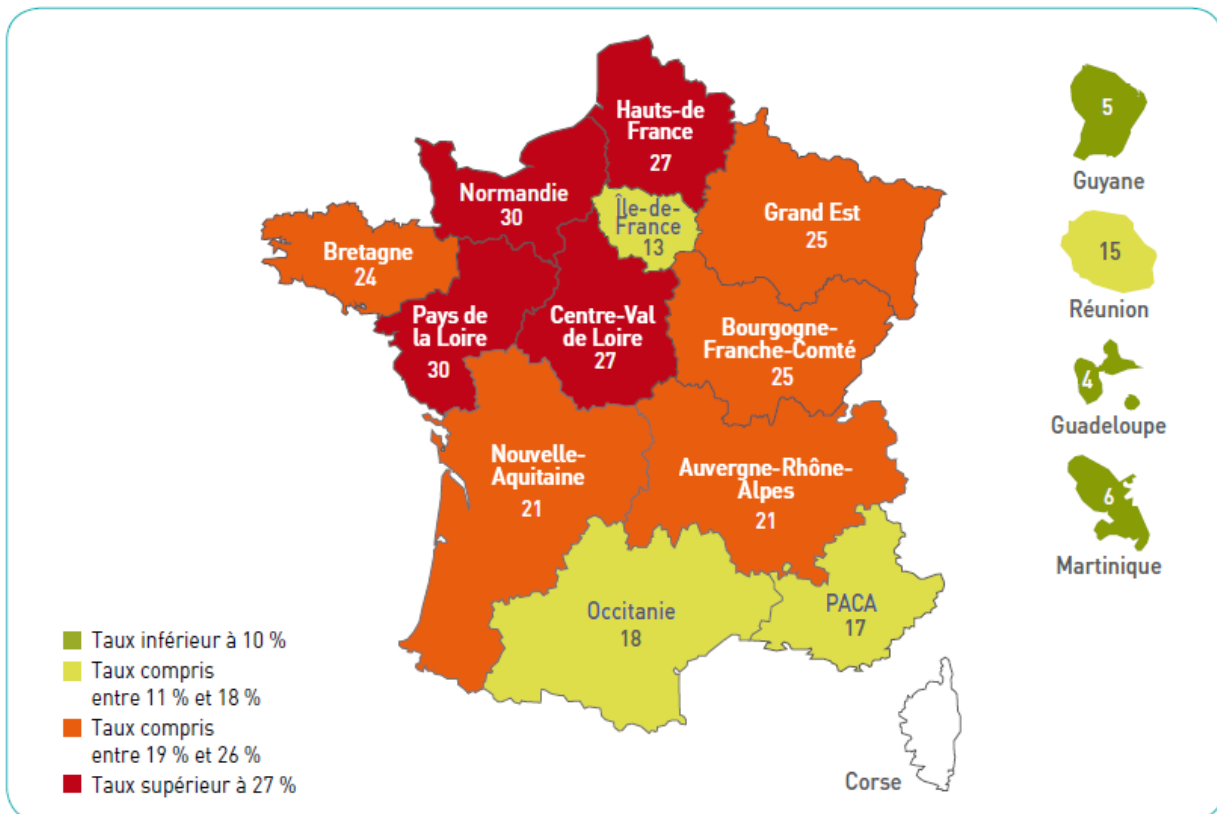 Hauts-de
France
27
Normandie
30
Île-de-
France
13
Grand Est
25
Bretagne
24
Pays de
la Loire
30
Centre-Val
de Loire
27
Bourgogne-
Franche-Comté
25
Nouvelle-
Aquitaine
21
Auvergne-Rhône-
Alpes
21
Occitanie
18
PACA
17
Corse
5
Guyane
15
Réunion
4
Guadeloupe
6
Martinique
Taux inférieur à 10 %
Taux compris
entre 11 % et 18 %
Taux compris
entre 19 % et 26 %
Taux supérieur à 27 %